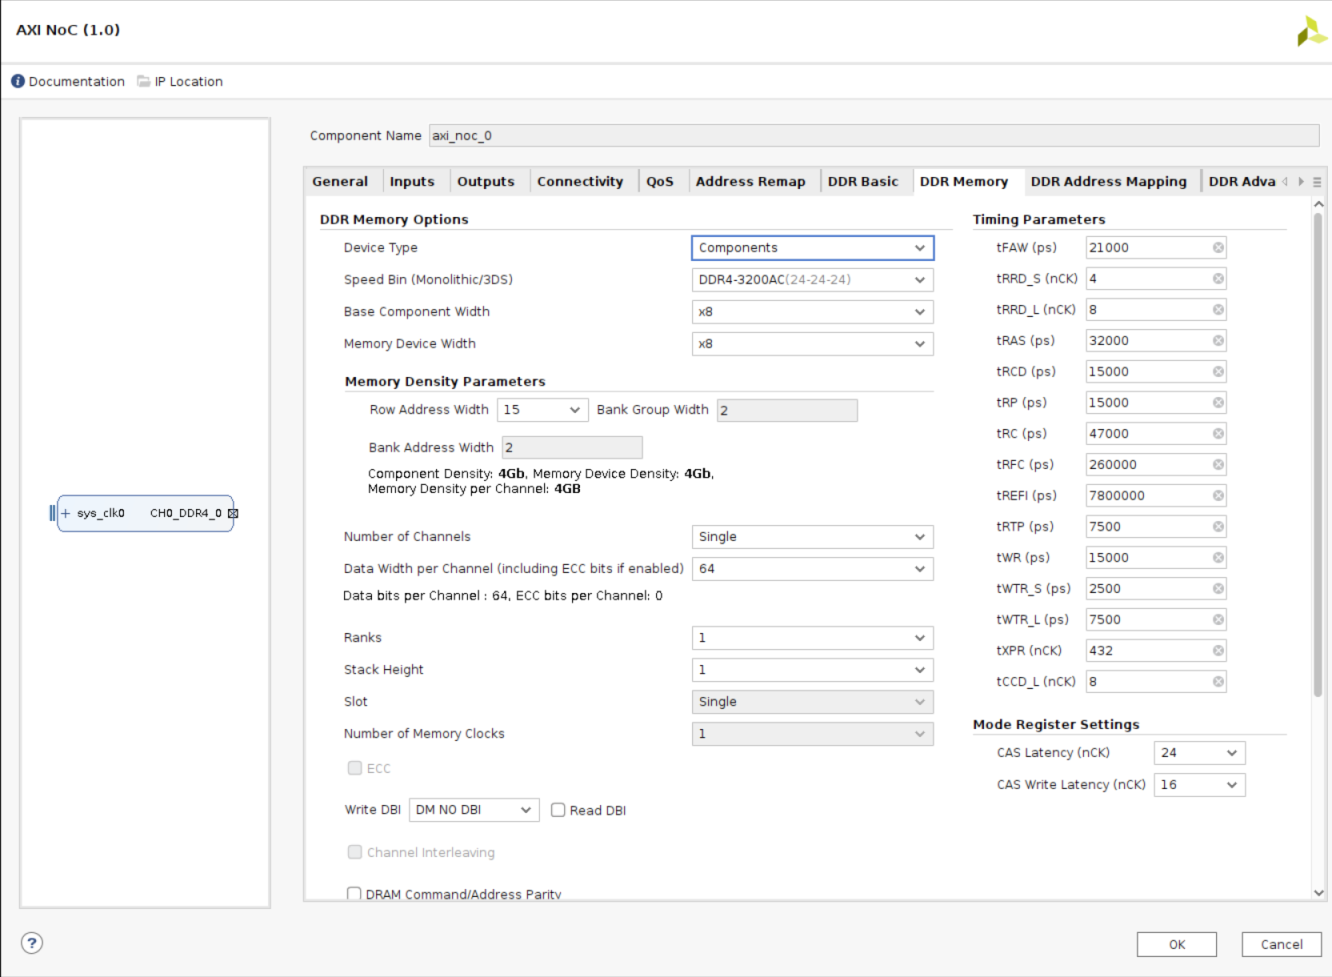 AXI NoC (1.0)
Documentation IP Location
sys_clk0 CH0_DDR4_0
Component Name axi_noc_0
General Inputs Outputs Connectivity QoS Address Remap DDR Basic DDR Memory DDR Address Mapping DDR Adva
DDR Memory Options
Device Type Components
Speed Bin (Monolithic/3DS) DDR4-3200AC(24-24-24)
Base Component Width x8
Memory Device Width x8
Memory Density Parameters
Row Address Width 15 Bank Group Width 2
Bank Address Width 2
Component Density: 4Gb, Memory Device Density: 4Gb,
Memory Density per Channel: 4GB
Number of Channels Single
Data Width per Channel (including ECC bits if enabled) 64
Data bits per Channel : 64, ECC bits per Channel: 0
Ranks 1
Stack Height 1
Slot Single
Number of Memory Clocks 1
ECC
Write DBI DM NO DBI Read DBI
Channel Interleaving
DRAM Command/Address Parity
Timing Parameters
tFAW (ps) 21000
tRRD_S (nCK) 4
tRRD_L (nCK) 8
tRAS (ps) 32000
tRCD (ps) 15000
tRP (ps) 15000
tRC (ps) 47000
tRFC (ps) 260000
tREFI (ps) 7800000
tRTP (ps) 7500
tWR (ps) 15000
tWTR_S (ps) 2500
tWTR_L (ps) 7500
tXPR (nCK) 432
tCCD_L (nCK) 8
Mode Register Settings
CAS Latency (nCK) 24
CAS Write Latency (nCK) 16
? OK Cancel